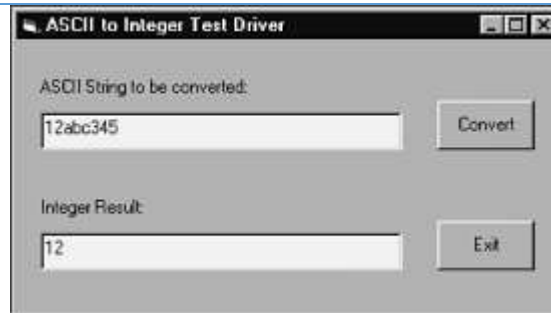 ASCII to Integer Test Driver
ASCII String to be converted:
12abc345
Convert
Integer Result:
12
Exit